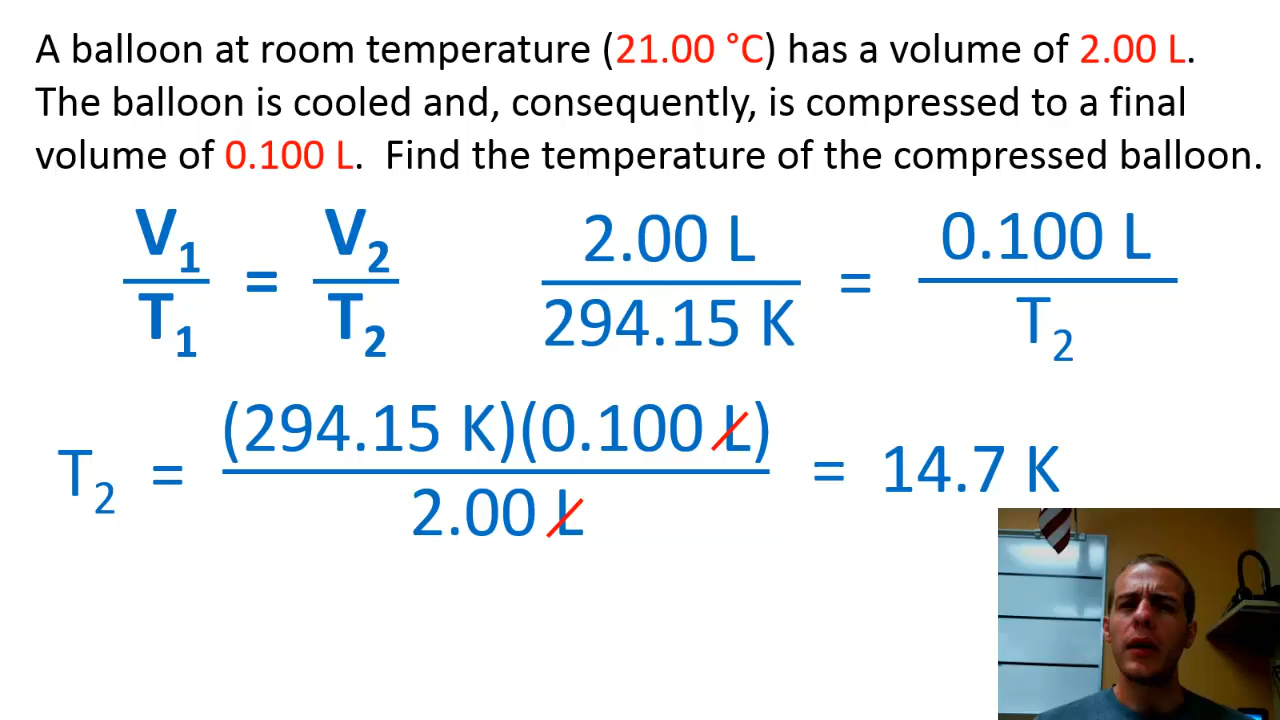 A balloon at room temperature (21.00 °C) has a volume of 2.00 L.
The balloon is cooled and, consequently, is compressed to a final
volume of 0.100 L. Find the temperature of the compressed balloon.
V₁/T₁ = V₂/T₂
2.00 L/294.15 K = 0.100 L/T₂
T₂ = (294.15 K)(0.100 L)/2.00 L = 14.7 K